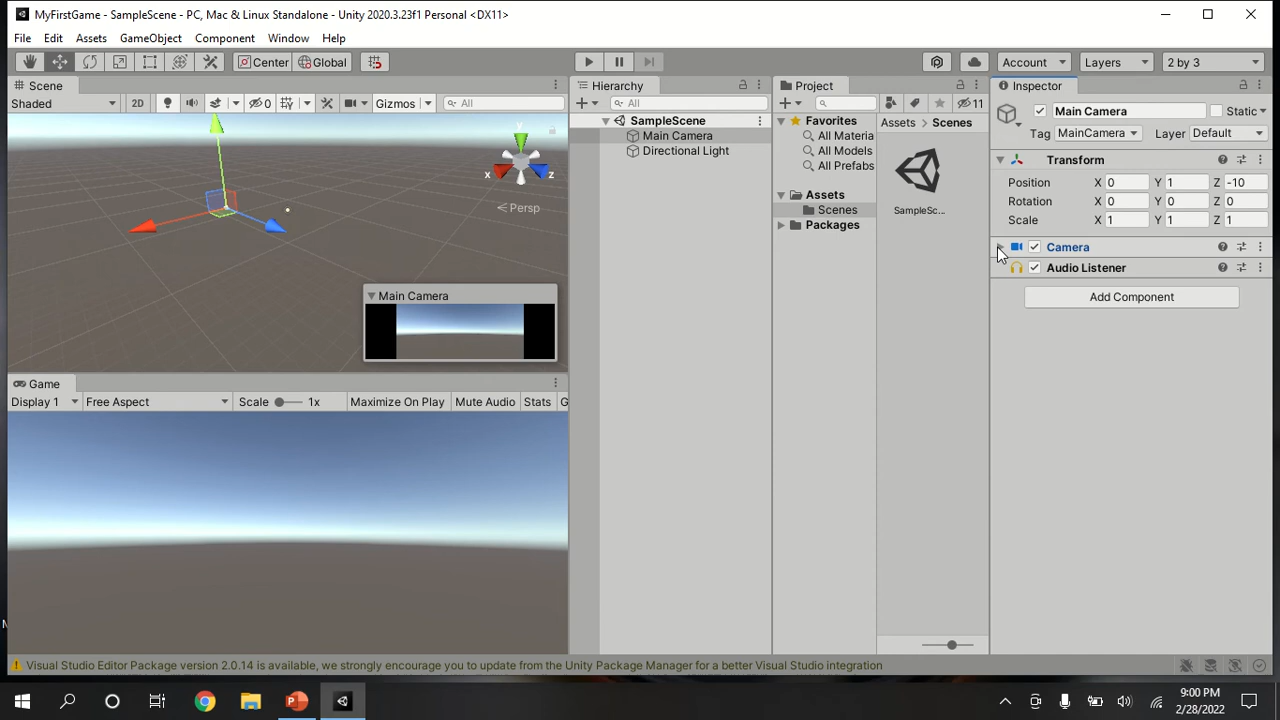 MyFirstGame - SampleScene - PC, Mac & Linux Standalone - Unity 2020.3.23f1 Personal <DX11>
File Edit Assets GameObject Component Window Help
Center Global Account Layers 2 by 3
Scene
Shaded 2D 0 Gizmos All
y
x z
Persp
Main Camera
Game
Display 1 Free Aspect Scale 1x Maximize On Play Mute Audio Stats G
Hierarchy
All
SampleScene
Main Camera
Directional Light
Project
11
Favorites
All Materia
All Models
All Prefabs
Assets
Scenes
Packages
Assets > Scenes
SampleSc...
Inspector
Main Camera Static
Tag MainCamera Layer Default
Transform
Position X 0 Y 1 Z -10
Rotation X 0 Y 0 Z 0
Scale X 1 Y 1 Z 1
Camera
Audio Listener
Add Component
Visual Studio Editor Package version 2.0.14 is available, we strongly encourage you to update from the Unity Package Manager for a better Visual Studio integration
9:00 PM
2/28/2022